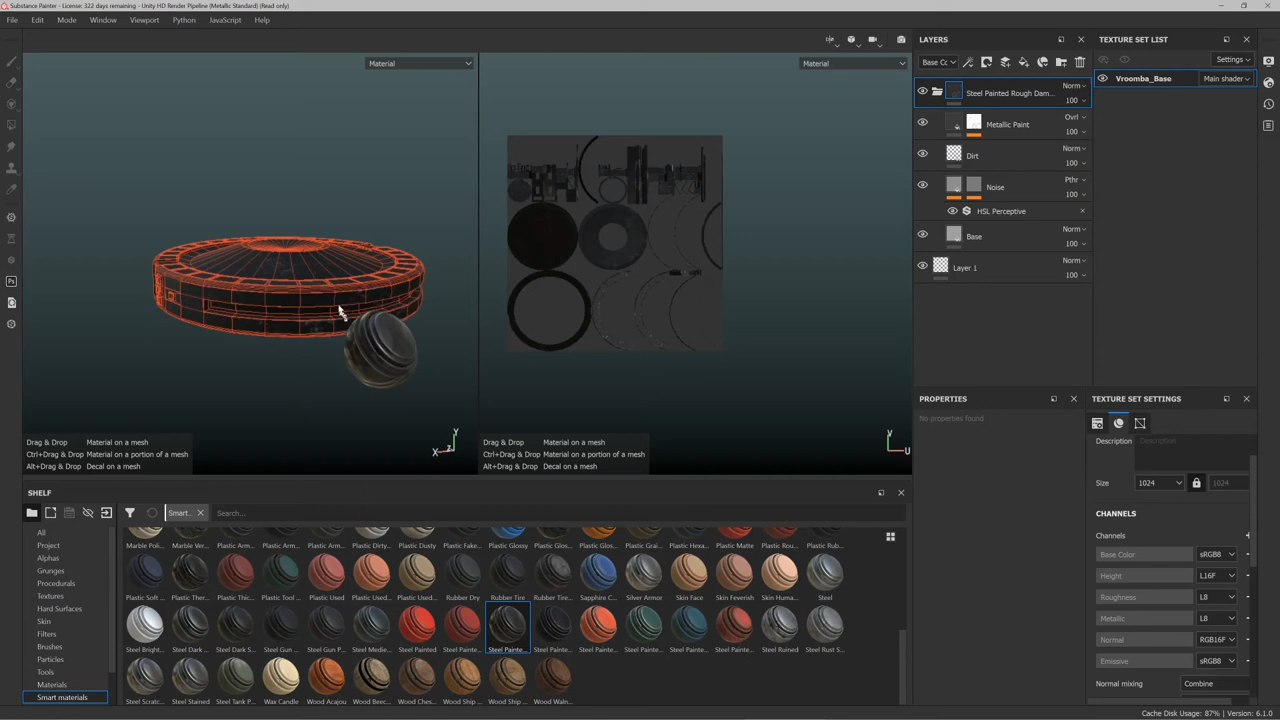 Substance Painter - License: 322 days remaining - Unity HD Render Pipeline (Metallic Standard) (Read only)
File Edit Mode Window Viewport Python JavaScript Help
Material
Material
Drag & Drop Material on a mesh
Ctrl+Drag & Drop Material on a portion of mesh
Alt+Drag & Drop Decal on a mesh
Y
X
Z
Drag & Drop Material on a mesh
Ctrl+Drag & Drop Material on a portion of mesh
Alt+Drag & Drop Decal on a mesh
V
U
LAYERS
Base Cc
Steel Painted Rough Dam... Norm 100
Metallic Paint Ovrl 100
Dirt Norm 100
Noise Pthr 100
HSL Perceptive
Base Norm 100
Layer 1 Norm 100
TEXTURE SET LIST
Settings
Vroomba_Base Main shader
PROPERTIES
No properties found
TEXTURE SET SETTINGS
Description Description
Size 1024 1024
CHANNELS
Channels +
Base Color sRGB8
Height L16F
Roughness L8
Metallic L8
Normal RGB16F
Emissive sRGB8
Normal mixing Combine
SHELF
Smart... Search...
All
Project
Alphas
Grunges
Procedurals
Textures
Hard Surfaces
Skin
Filters
Brushes
Particles
Tools
Materials
Smart materials
Ps
Marble Poli... Marble Ver... Plastic Arm... Plastic Arm... Plastic Arm... Plastic Dirty... Plastic Dusty Plastic Fake... Plastic Glossy Plastic Glos... Plastic Glos... Plastic Grai... Plastic Hexa... Plastic Matte Plastic Rou... Plastic Rub...
Plastic Soft ... Plastic Ther... Plastic Thic... Plastic Tool ... Plastic Used Plastic Used... Plastic Used... Rubber Dry Rubber Tire Rubber Tire... Sapphire C... Silver Armor Skin Face Skin Feverish Skin Huma... Steel
Steel Bright... Steel Dark ... Steel Dark S... Steel Gun ... Steel Gun P... Steel Medie... Steel Painted Steel Painte... Steel Painte... Steel Painte... Steel Painte... Steel Painte... Steel Painte... Steel Painte... Steel Ruined Steel Rust S...
Steel Scratc... Steel Stained Steel Tank P... Wax Candle Wood Acajou Wood Beec... Wood Ches... Wood Ship ... Wood Ship ... Wood Waln...
Cache Disk Usage: 87% | Version: 6.1.0